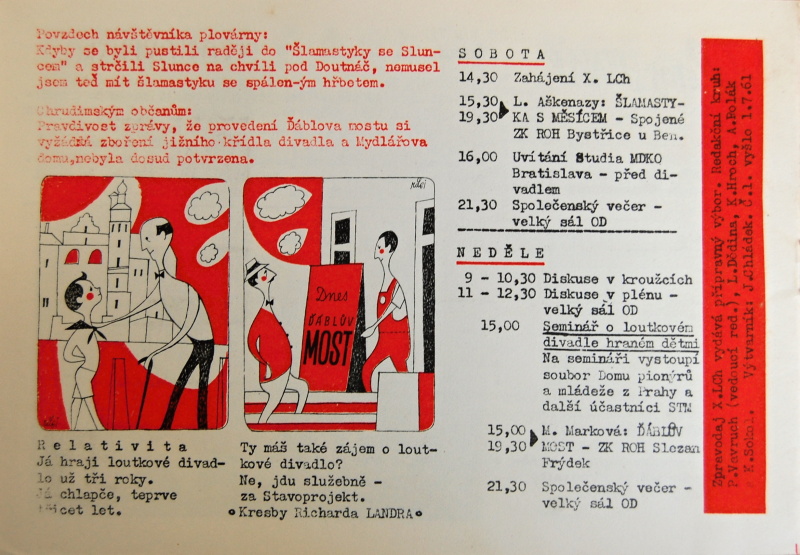 Povzdech návštěvníka plovárny:
Kdyby se byli pustili raději do "Šlamastyky se Slun-
cem" a strčili Slunce na chvíli pod Doutnáč, nemusel
jsem teď mít šlamastyku se spálen-ým hřbetem.
Chrudimským občanům:
Pravdivost zprávy, že provedení Ďáblova mostu si
vyžádá zboření jižního křídla divadla a Mydlářova
domu, nebyla dosud potvrzena.
Dnes
ĎÁBLŮV
MOST
Relativita
Já hraji loutkové divad-
lo už tři roky.
Já chlapče, teprve
třicet let.
Ty máš také zájem o lout-
kové divadlo?
Ne, jdu služebně -
za Stavoprojekt.
Kresby Richarda LANDRA
SOBOTA
14,30 Zahájení X. LCh
15,30 L. Aškenazy: ŠLAMASTY-
19,30 KA S MĚSÍCEM - Spojené
ZK ROH Bystřice u Ben.
16,00 Uvítání Studia MDKO
Bratislava - před di-
vadlem
21,30 Společenský večer -
velký sál OD
NEDĚLE
9 - 10,30 Diskuse v kroužcích
11 - 12,30 Diskuse v plénu -
velký sál OD
15,00 Seminář o loutkovém
divadle hraném dětmi
Na semináři vystoupí
soubor Domu pionýrů
a mládeže z Prahy a
další účastníci STM
15,00 M. Marková: ĎÁBLŮV
19,30 MOST - ZK ROH Slezan
Frýdek
21,30 Společenský večer -
velký sál OD
Zpravodaj X.LCh vydává přípravný výbor. Redakční kruh:
P.Vavruch (vedoucí red.), L.Dědina, K.Hroch, A.Polák
a F.Sokol. Výtvarník: J.Chládek. Č.1. vyšlo 1.7.61